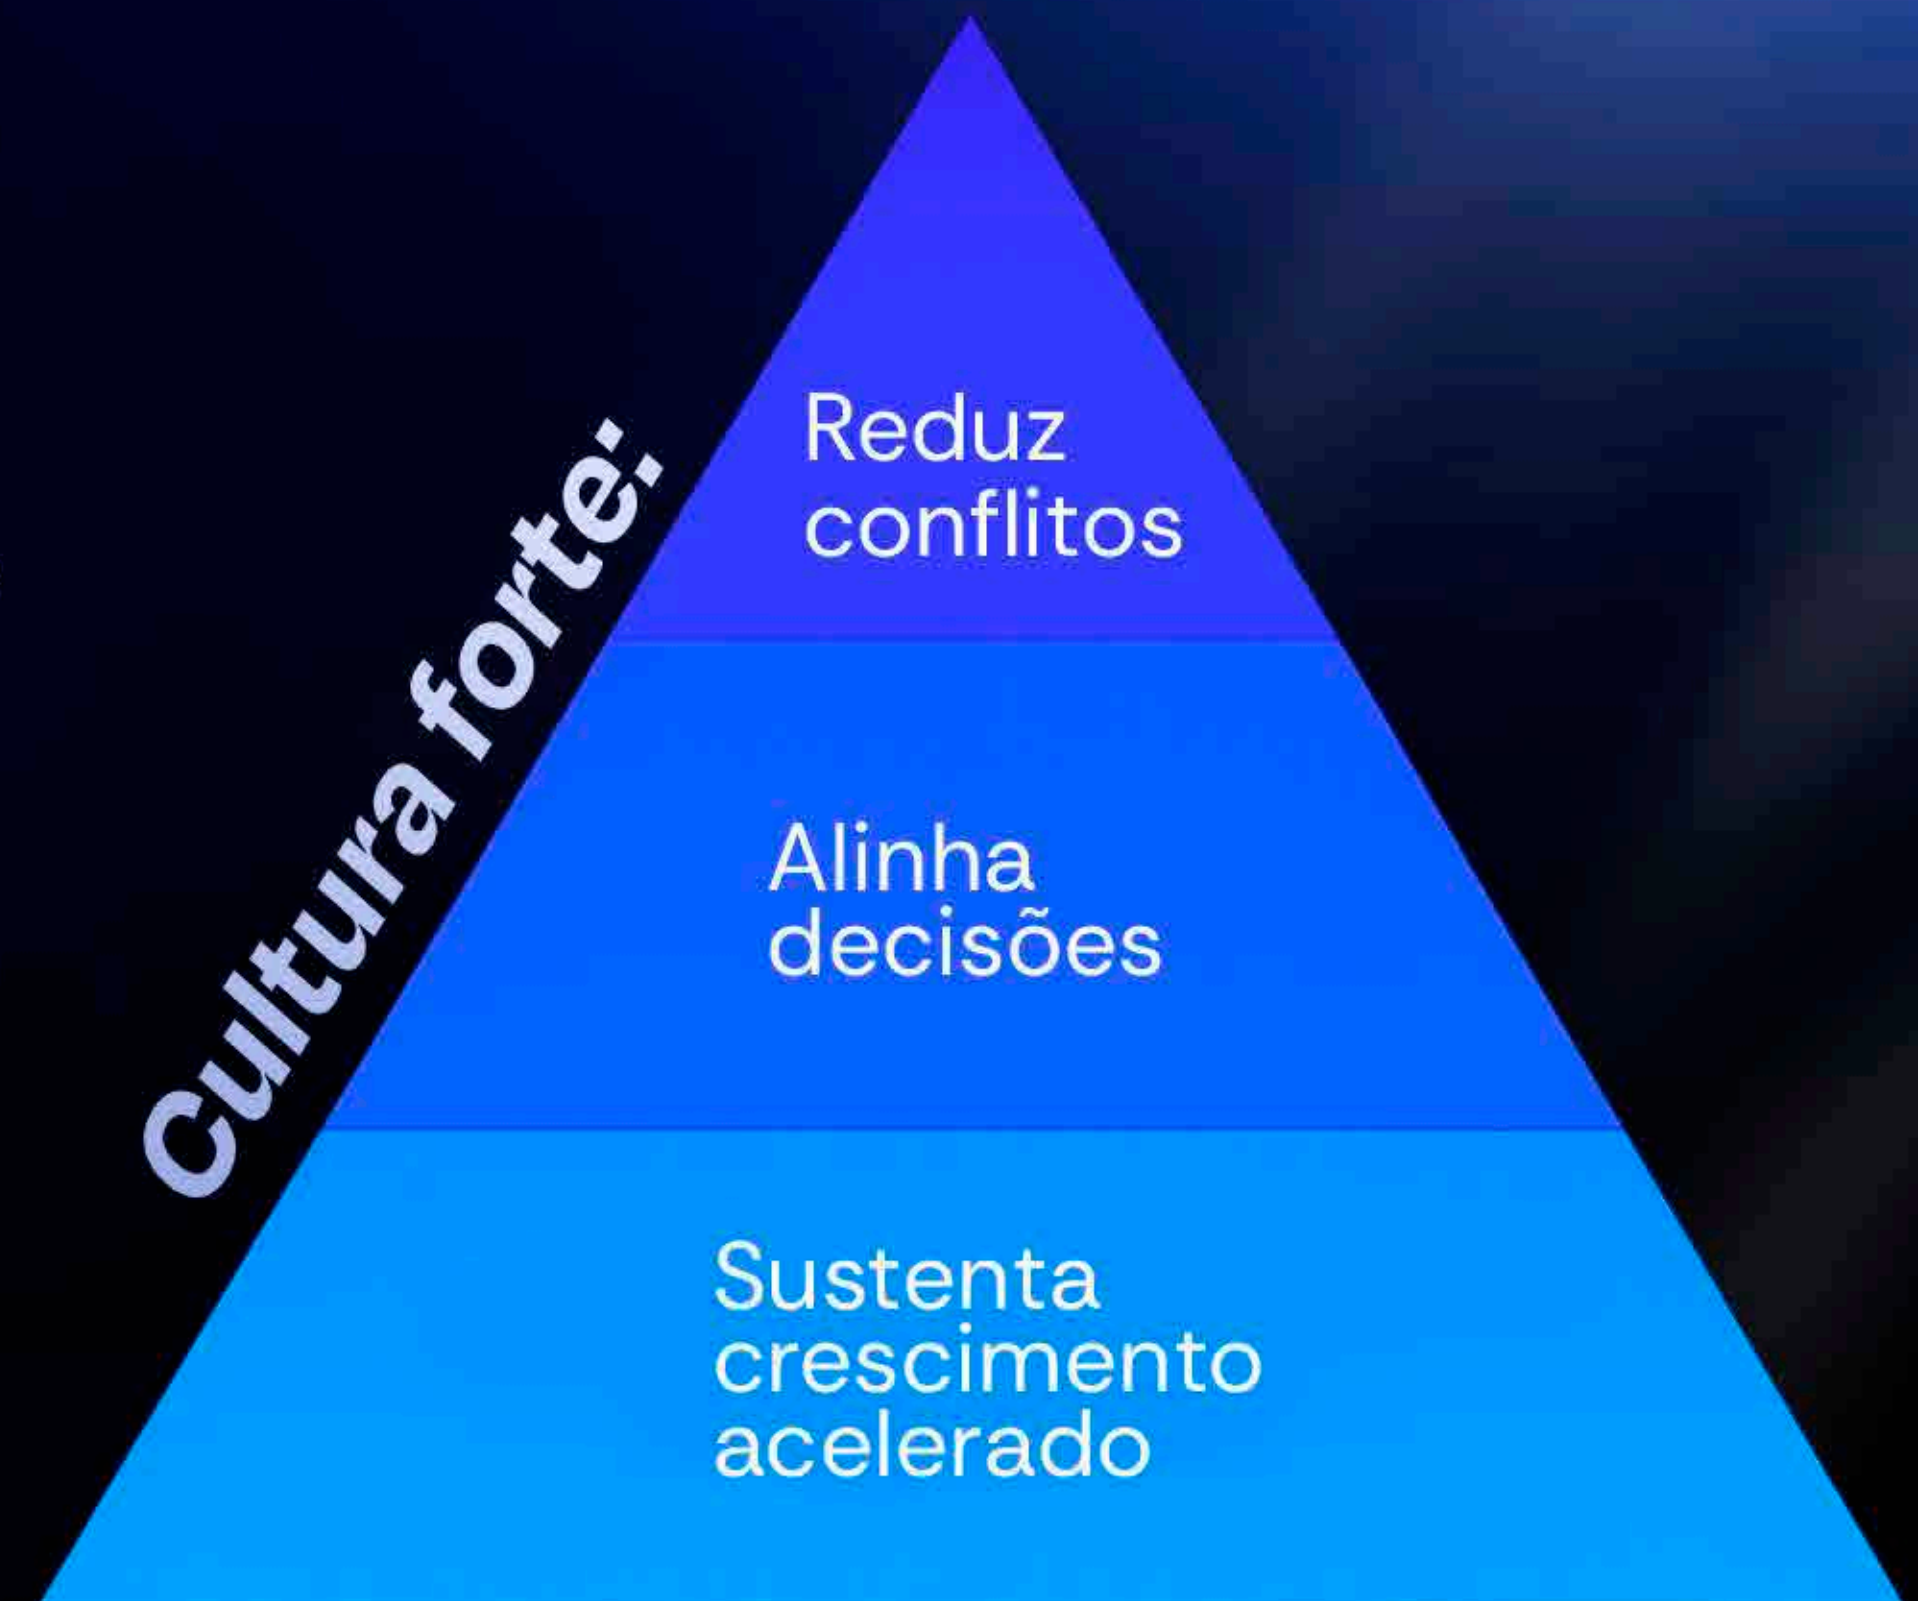 Cultura forte:
Reduz
conflitos
Alinha
decisões
Sustenta
crescimento
acelerado